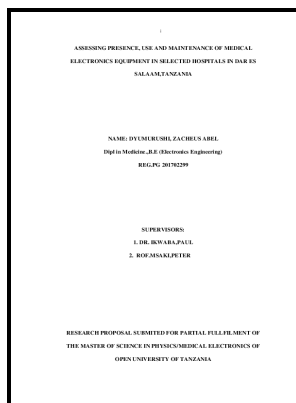 1
ASSESSING PRESENCE, USE AND MAINTENANCE OF MEDICAL
ELECTRONICS EQUIPMENT IN SELECTED HOSPITALS IN DAR ES
SALAAM,TANZANIA
NAME: DYUMURUSHI, ZACHEUS ABEL
Dipl in Medicine.,B.E (Electronics Engineering)
REG.PG 201702299
SUPERVISORS:
1. DR. IKWABA,PAUL
2. ROF.MSAKI,PETER
RESEARCH PROPOSAL SUBMITED FOR PARTIAL FULLFILMENT OF
THE MASTER OF SCIENCE IN PHYSICS/MEDICAL ELECTRONICS OF
OPEN UNIVERSITY OF TANZANIA